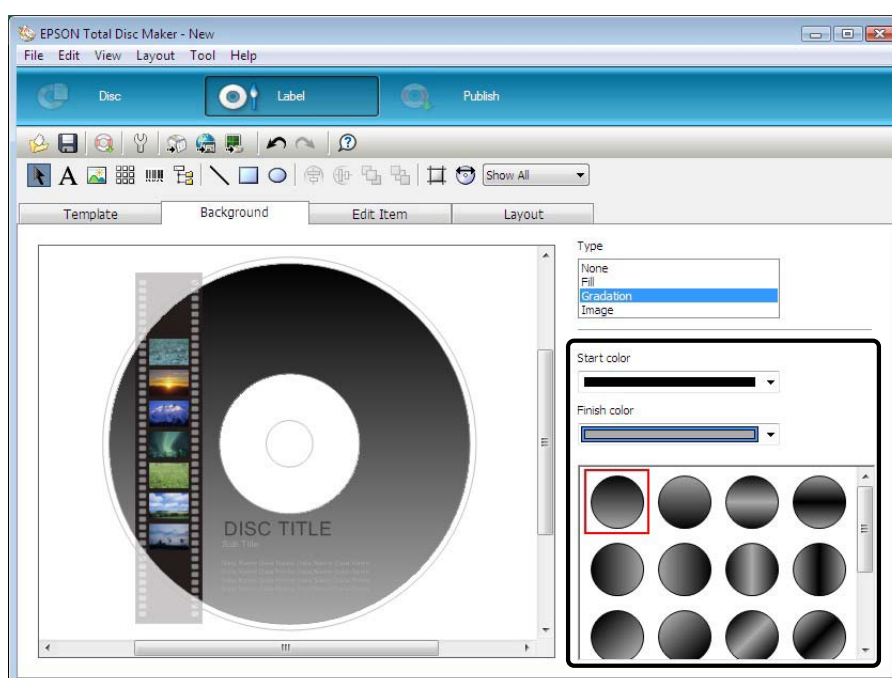 EPSON Total Disc Maker - New
File Edit View Layout Tool Help
Disc Label Publish
A Show All
Template Background Edit Item Layout
Type
None
Fill
Gradation
Image
Start color
Finish color
DISC TITLE
Sub Title